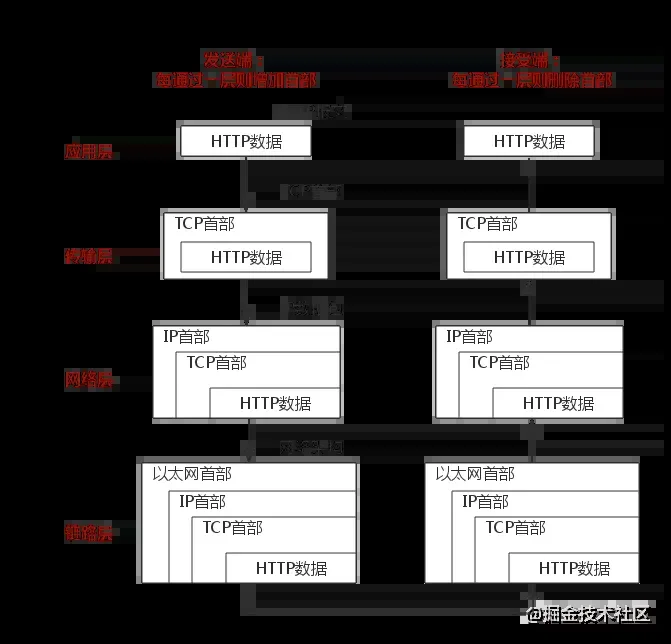 发送端：
每通过一层则增加首部
接受端：
每通过一层则删除首部
应用层
HTTP数据
HTTP数据
传输层
TCP首部
HTTP数据
TCP首部
HTTP数据
网络层
IP首部
TCP首部
HTTP数据
IP首部
TCP首部
HTTP数据
链路层
以太网首部
IP首部
TCP首部
HTTP数据
以太网首部
IP首部
TCP首部
HTTP数据
@掘金技术社区